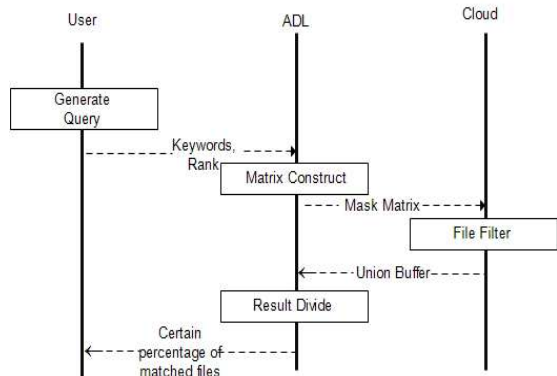 User
ADL
Cloud
Generate
Query
Keywords,
Rank
Matrix Construct
Mask Matrix
File Filter
Union Buffer
Result Divide
Certain
percentage of
matched files